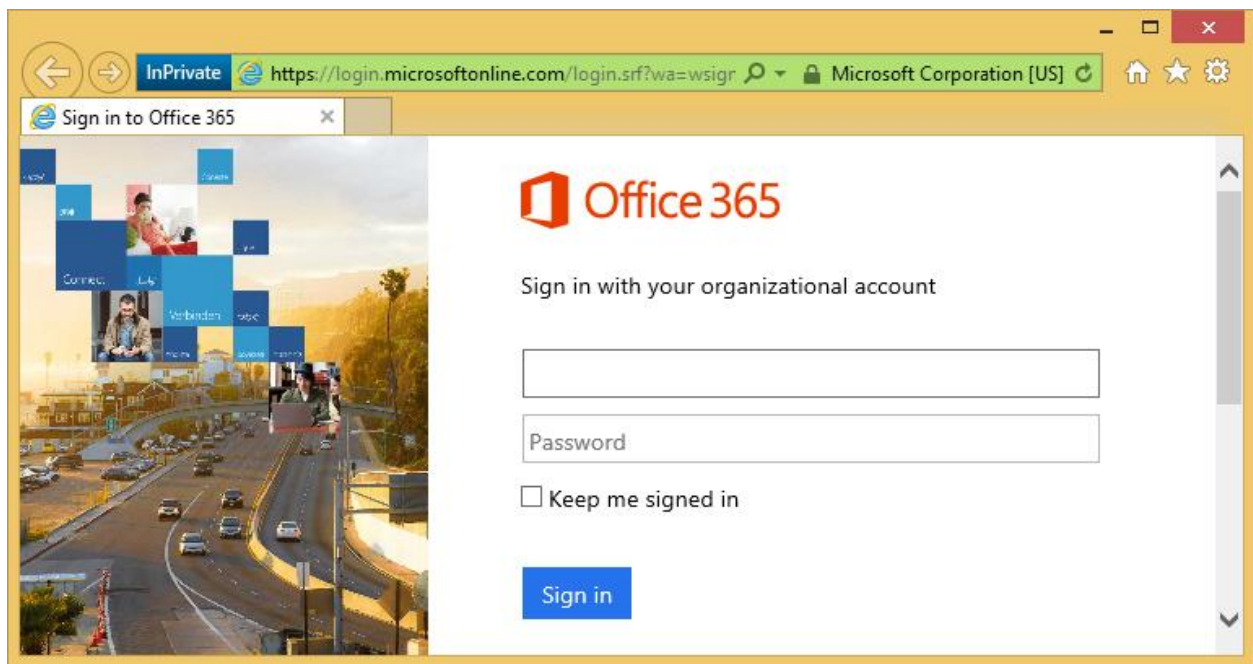 InPrivate https://login.microsoftonline.com/login.srf?wa=wsigr Microsoft Corporation [US]
Sign in to Office 365
Connect
Verbinden
Office 365
Sign in with your organizational account
Password
Keep me signed in
Sign in